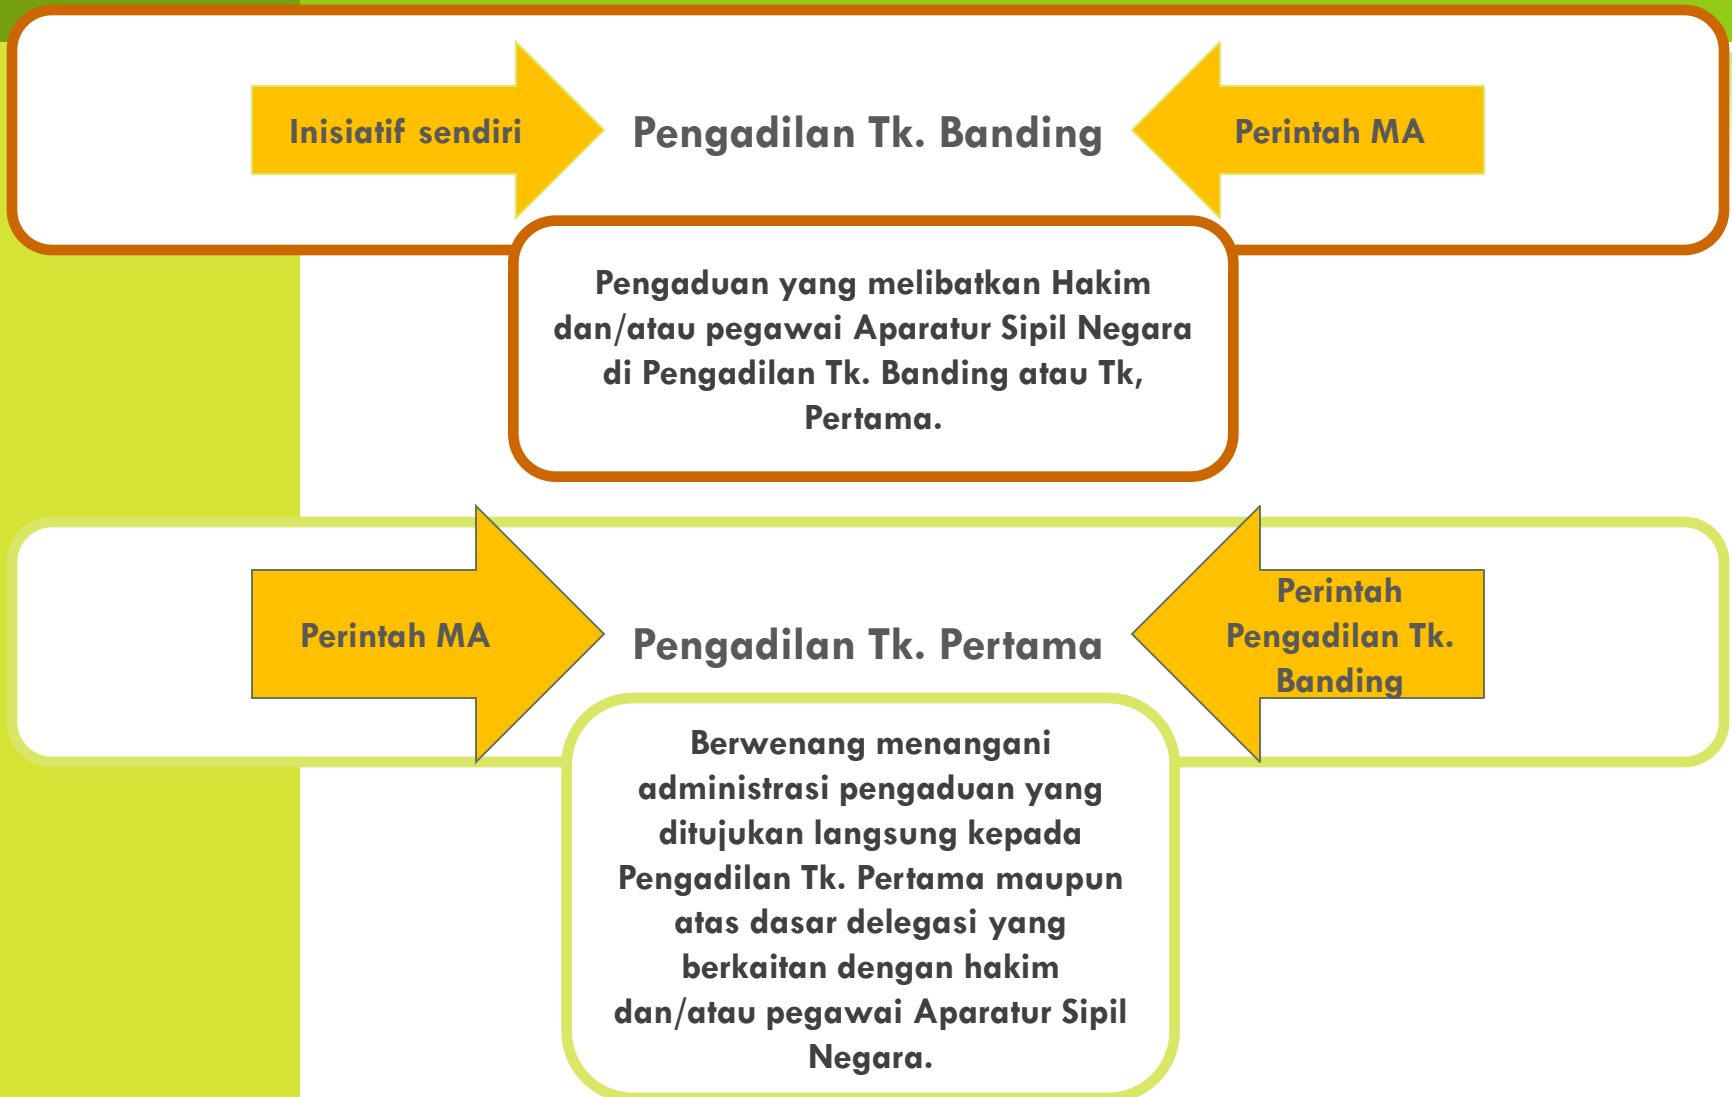 Inisiatif sendiri
Pengadilan Tk. Banding
Perintah MA
Pengaduan yang melibatkan Hakim
dan/atau pegawai Aparatur Sipil Negara
di Pengadilan Tk. Banding atau Tk,
Pertama.
Perintah MA
Pengadilan Tk. Pertama
Perintah
Pengadilan Tk.
Banding
Berwenang menangani
administrasi pengaduan yang
ditujukan langsung kepada
Pengadilan Tk. Pertama maupun
atas dasar delegasi yang
berkaitan dengan hakim
dan/atau pegawai Aparatur Sipil
Negara.